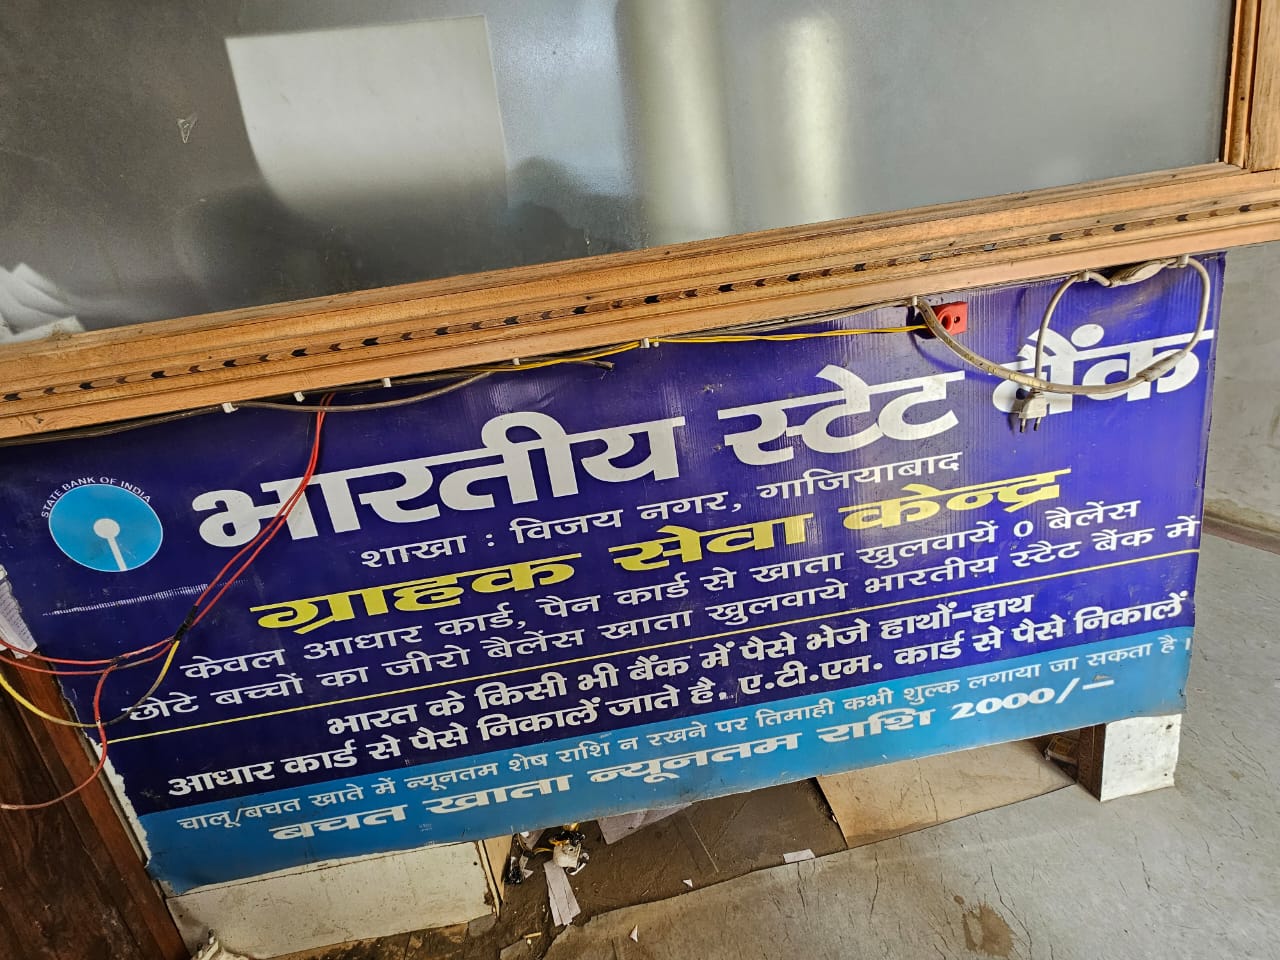 STATE BANK OF INDIA
भारतीय स्टेट बैंक
शाखा : विजय नगर, गाजियाबाद
ग्राहक सेवा केन्द्र
केवल आधार कार्ड, पैन कार्ड से खाता खुलवायें 0 बैलेंस
छोटे बच्चों का जीरो बैलेंस खाता खुलवाये भारतीय स्टैट बैंक में
भारत के किसी भी बैंक में पैसे भेजे हाथों-हाथ
आधार कार्ड से पैसे निकालें जाते है. ए.टी.एम. कार्ड से पैसे निकालें
चालू/बचत खाते में न्यूनतम शेष राशि न रखने पर तिमाही कभी शुल्क लगाया जा सकता है।
बचत खाता न्यूनतम राशि 2000/-